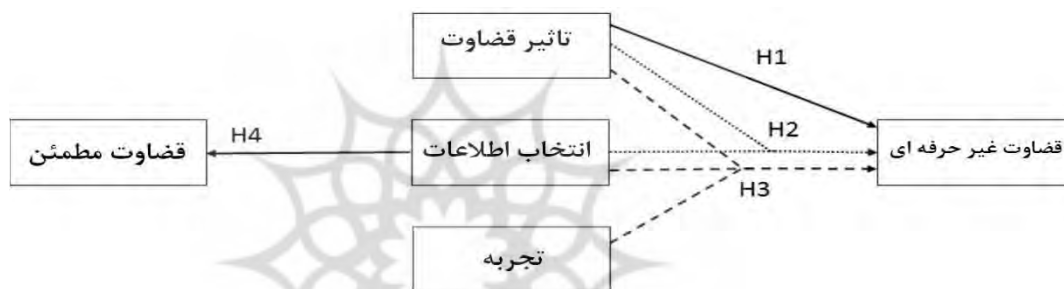 تاثیر قضاوت
H1
قضاوت مطمئن
H4
انتخاب اطلاعات
H2
قضاوت غیر حرفه ای
H3
تجربه